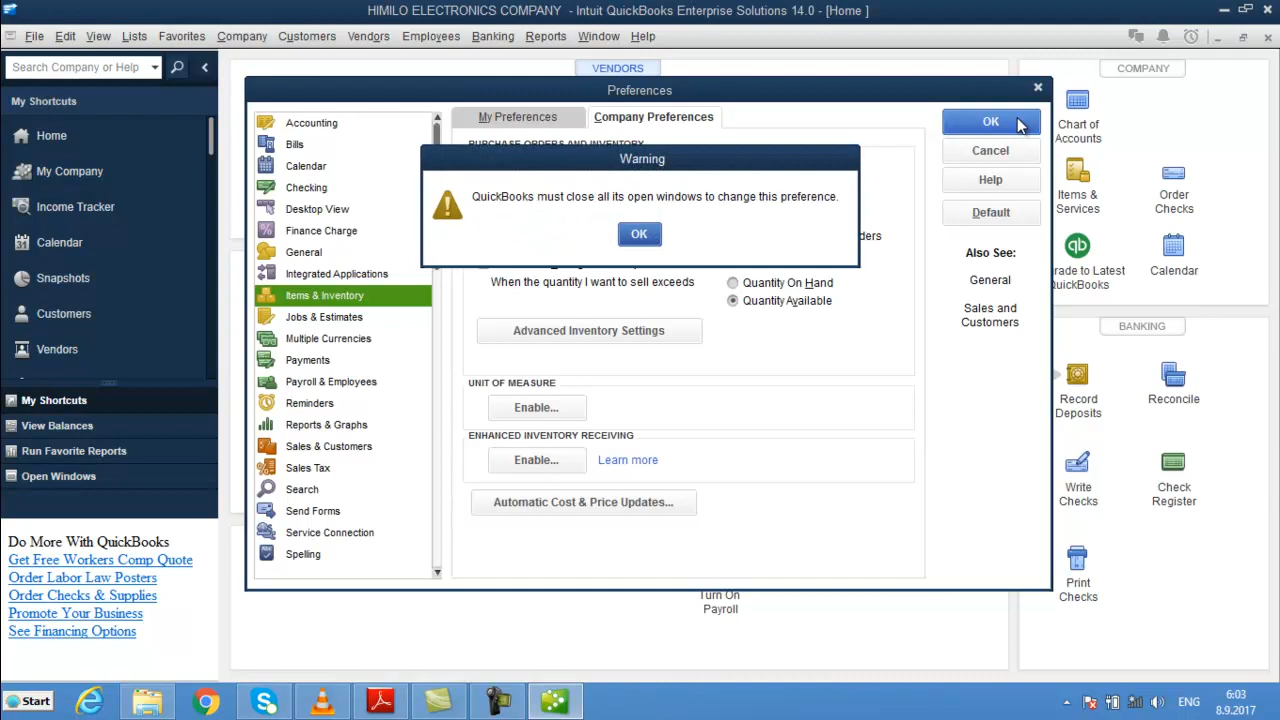 HIMILO ELECTRONICS COMPANY - Intuit QuickBooks Enterprise Solutions 14.0 - [Home ]
File Edit View Lists Favorites Company Customers Vendors Employees Banking Reports Window Help
Search Company or Help
My Shortcuts
Home
My Company
Income Tracker
Calendar
Snapshots
Customers
Vendors
My Shortcuts
View Balances
Run Favorite Reports
Open Windows
Do More With QuickBooks
Get Free Workers Comp Quote
Order Labor Law Posters
Order Checks & Supplies
Promote Your Business
See Financing Options
VENDORS
Preferences
Accounting
Bills
Calendar
Checking
Desktop View
Finance Charge
General
Integrated Applications
Items & Inventory
Jobs & Estimates
Multiple Currencies
Payments
Payroll & Employees
Reminders
Reports & Graphs
Sales & Customers
Sales Tax
Search
Send Forms
Service Connection
Spelling
My Preferences
Company Preferences
PURCHASE ORDERS AND INVENTORY
Warning
QuickBooks must close all its open windows to change this preference.
OK
ders
When the quantity I want to sell exceeds
Quantity On Hand
Quantity Available
Advanced Inventory Settings
UNIT OF MEASURE
Enable...
ENHANCED INVENTORY RECEIVING
Enable...
Learn more
Automatic Cost & Price Updates...
OK
Cancel
Help
Default
Also See:
General
Sales and
Customers
Turn On
Payroll
COMPANY
Chart of
Accounts
Items &
Services
Order
Checks
rade to Latest
QuickBooks
Calendar
BANKING
Record
Deposits
Reconcile
Write
Checks
Check
Register
Print
Checks
Start
ENG
6:03
8.9.2017